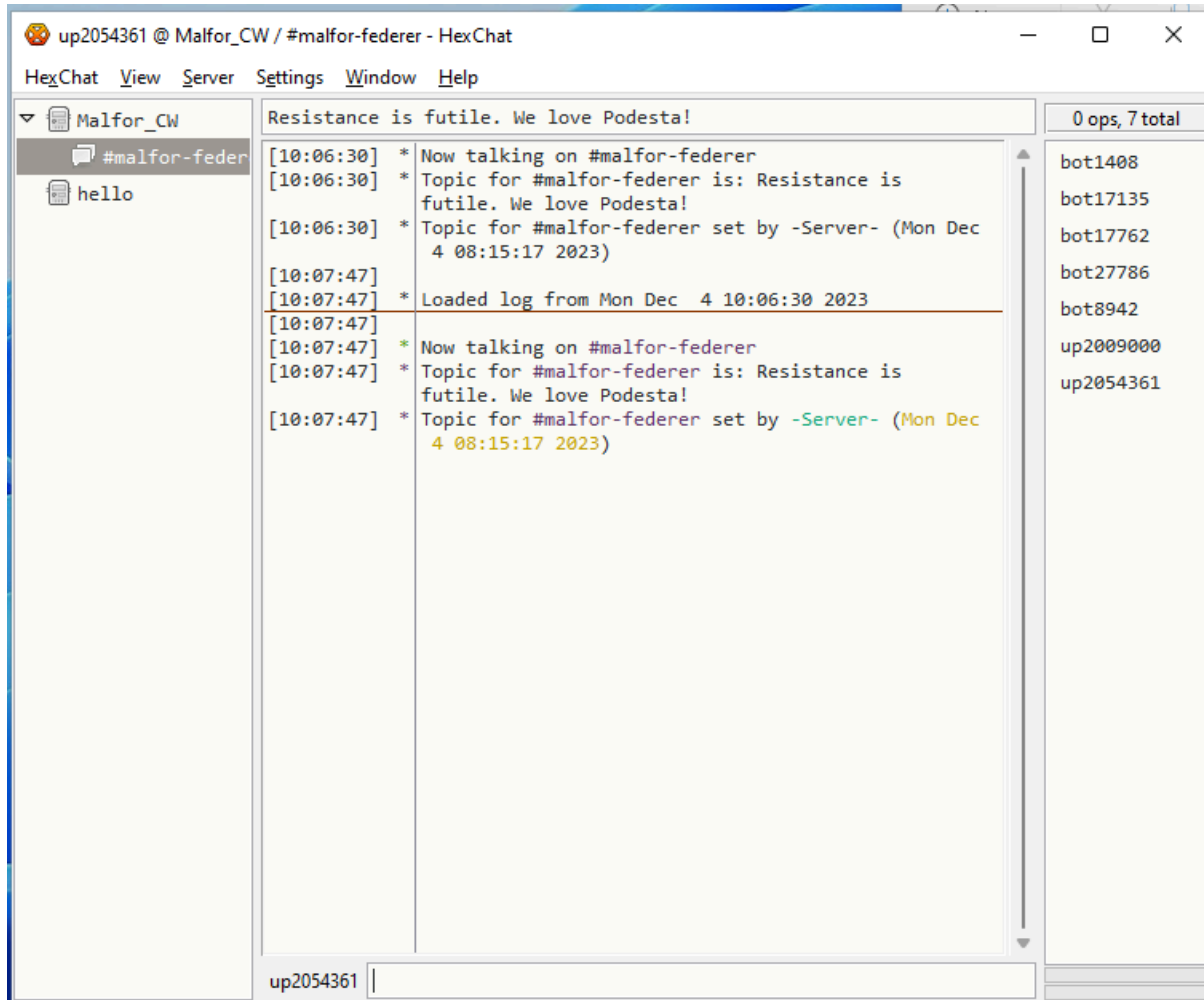 up2054361 @ Malfor_CW / #malfor-federer - HexChat
HexChat View Server Settings Window Help
Malfor_CW
#malfor-feder
hello
Resistance is futile. We love Podesta!
[10:06:30] * Now talking on #malfor-federer
[10:06:30] * Topic for #malfor-federer is: Resistance is
futile. We love Podesta!
[10:06:30] * Topic for #malfor-federer set by -Server- (Mon Dec
4 08:15:17 2023)
[10:07:47]
[10:07:47] * Loaded log from Mon Dec  4 10:06:30 2023
[10:07:47]
[10:07:47] * Now talking on #malfor-federer
[10:07:47] * Topic for #malfor-federer is: Resistance is
futile. We love Podesta!
[10:07:47] * Topic for #malfor-federer set by -Server- (Mon Dec
4 08:15:17 2023)
up2054361
0 ops, 7 total
bot1408
bot17135
bot17762
bot27786
bot8942
up2009000
up2054361